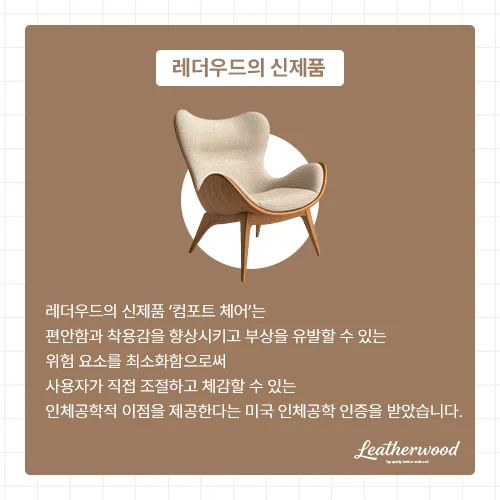 레더우드의 신제품
레더우드의 신제품 ‘컴포트 체어’는
편안함과 착용감을 향상시키고 부상을 유발할 수 있는
위험 요소를 최소화함으로써
사용자가 직접 조절하고 체감할 수 있는
인체공학적 이점을 제공한다는 미국 인체공학 인증을 받았습니다.
Leatherwood